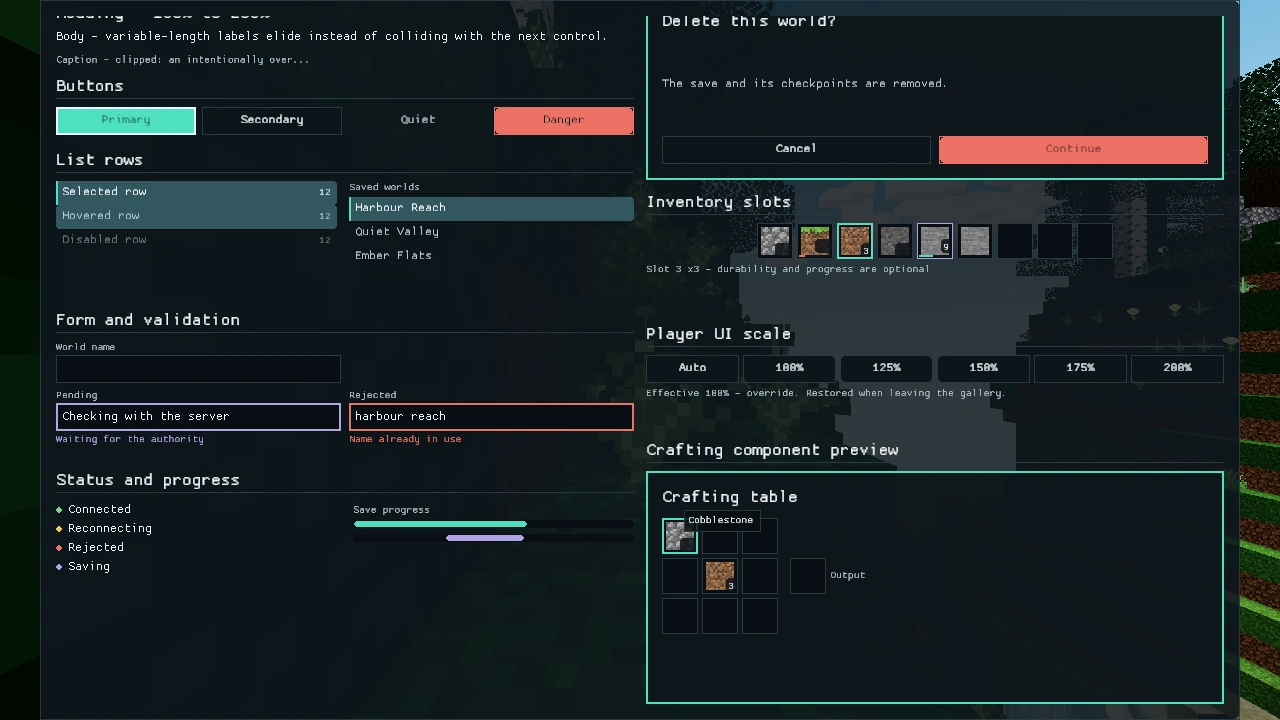 Body - variable-length labels elide instead of colliding with the next control.
Caption - clipped: an intentionally over...
Buttons
Primary
Secondary
Quiet
Danger
List rows
Selected row 12
Hovered row 12
Disabled row 12
Saved worlds
Harbour Reach
Quiet Valley
Ember Flats
Form and validation
World name
Pending
Checking with the server
Waiting for the authority
Rejected
harbour reach
Name already in use
Status and progress
Connected
Reconnecting
Rejected
Saving
Save progress
Delete this world?
The save and its checkpoints are removed.
Cancel
Continue
Inventory slots
3
9
Slot 3 x3 - durability and progress are optional
Player UI scale
Auto
100%
125%
150%
175%
200%
Effective 100% - override. Restored when leaving the gallery.
Crafting component preview
Crafting table
Cobblestone
3
Output